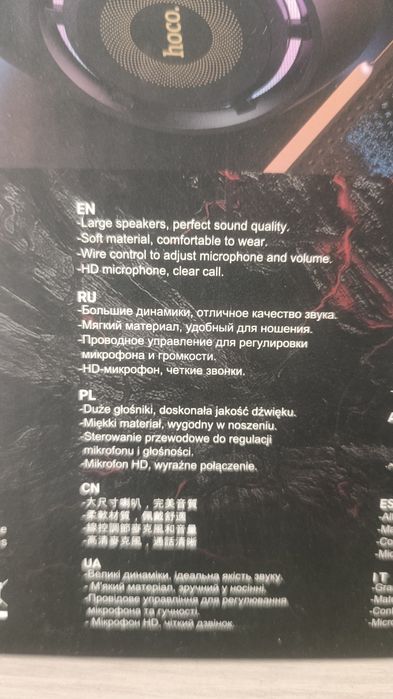 hoco.
EN
-Large speakers, perfect sound quality.
-Soft material, comfortable to wear.
-Wire control to adjust microphone and volume.
-HD microphone, clear call.
RU
-Большие динамики, отличное качество звука.
-Мягкий материал, удобный для ношения.
-Проводное управление для регулировки
микрофона и громкости.
-HD-микрофон, четкие звонки.
PL
-Duże głośniki, doskonała jakość dźwięku.
-Miękki materiał, wygodny w noszeniu.
-Sterowanie przewodowe do regulacji
mikrofonu i głośności.
-Mikrofon HD, wyraźne połączenie.
CN
-大尺寸喇叭，完美音質
-柔軟材質，佩戴舒適
-線控調節麥克風和音量
-高清麥克風，通話清晰
UA
-Великі динаміки, ідеальна якість звуку.
- М'який матеріал, зручний у носінні.
-Провідове управління для регулювання
мікрофона та гучності.
-Мікрофон HD, чіткий дзвінок.
ES
IT